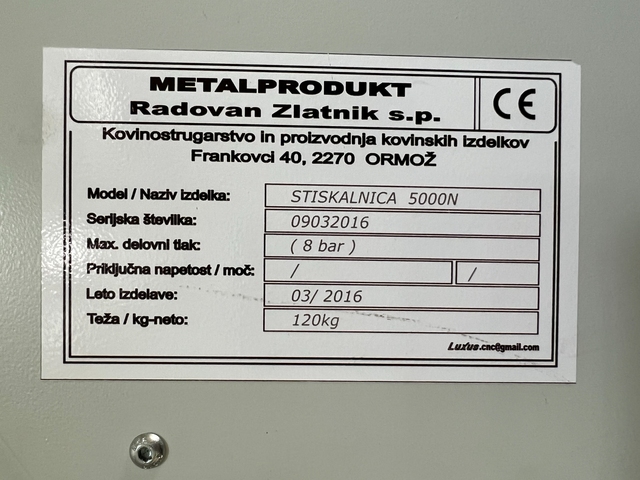 METALPRODUKT
Radovan Zlatnik s.p.
CE
Kovinostrugarstvo in proizvodnja kovinskih izdelkov
Frankovci 40, 2270 ORMOŽ
Model / Naziv izdelka: STISKALNICA 5000N
Serijska številka: 09032016
Max. delovni tlak: ( 8 bar )
Priključna napetost / moč: / /
Leto izdelave: 03/ 2016
Teža / kg-neto: 120kg
Luxus.cnc@gmail.com